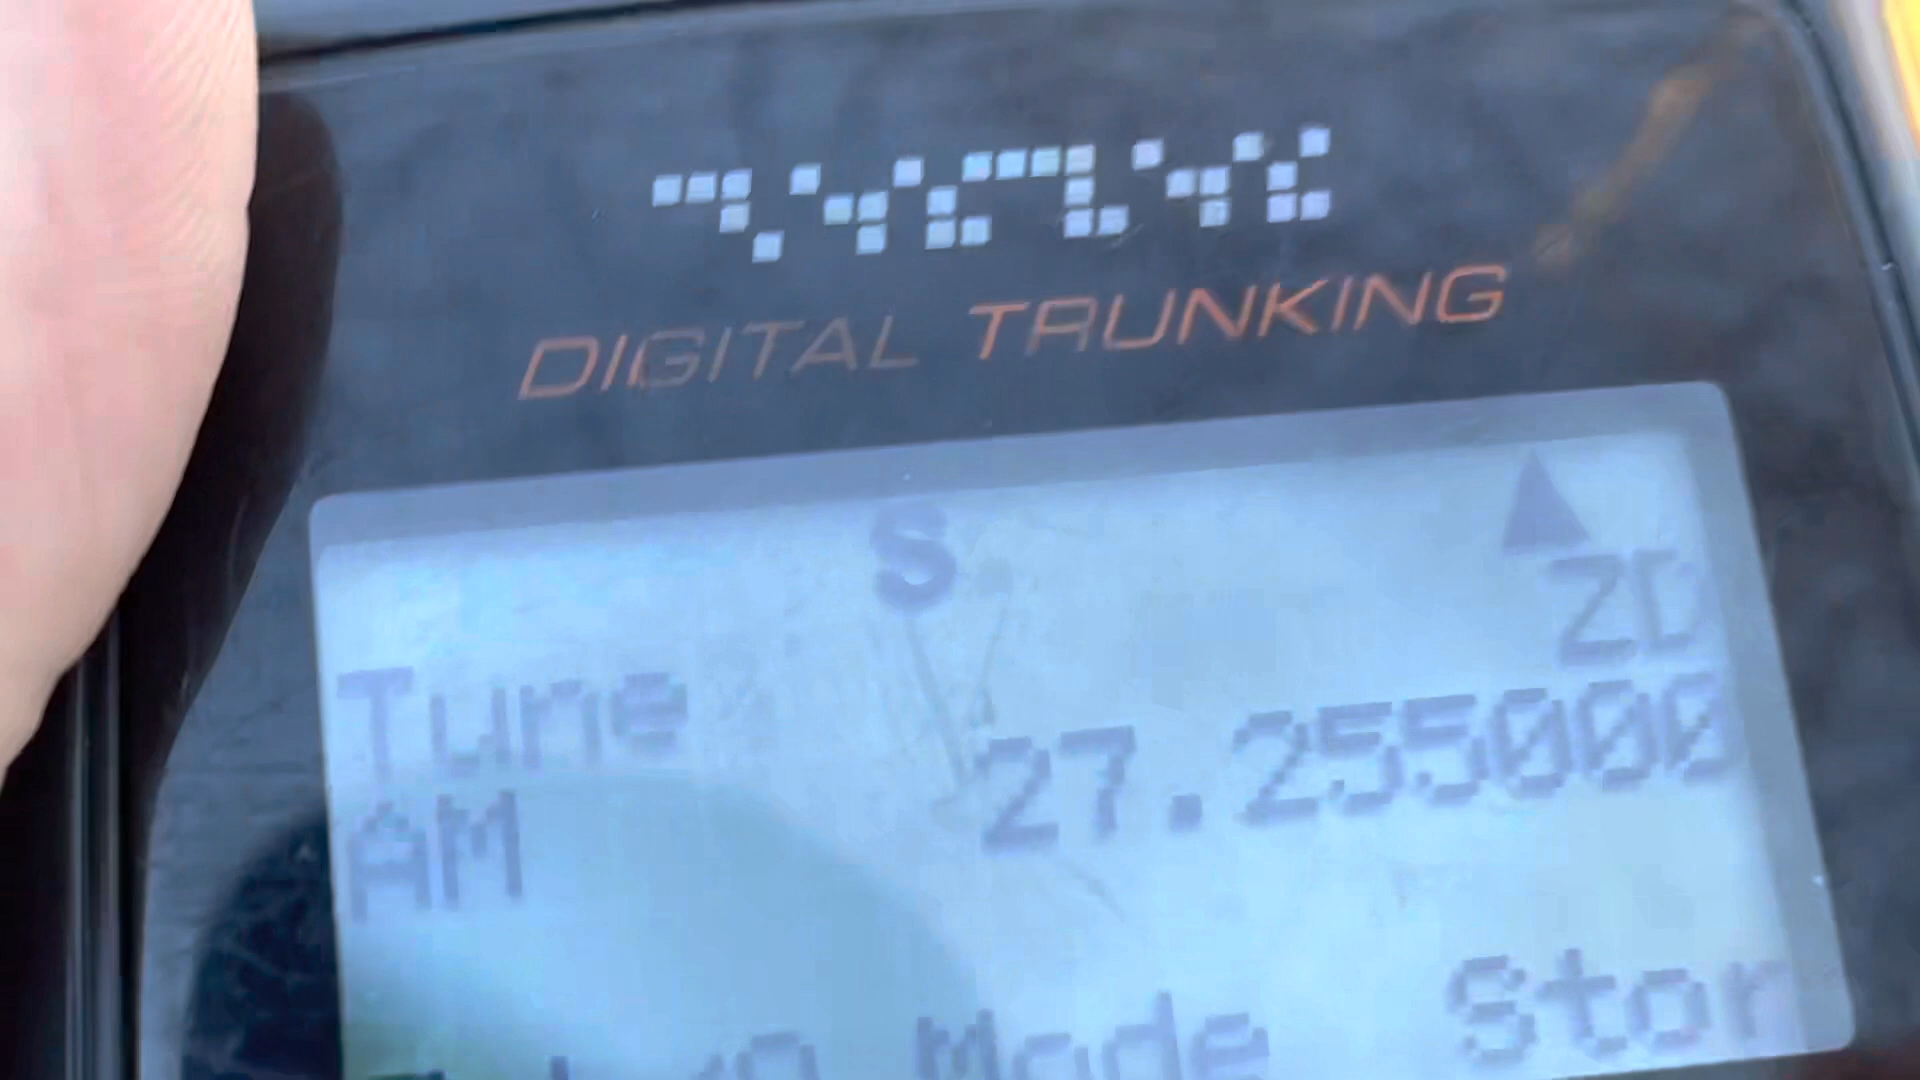 DIGITAL TRUNKING
S
ZD
Tune
27.255000
AM
Mode Stor